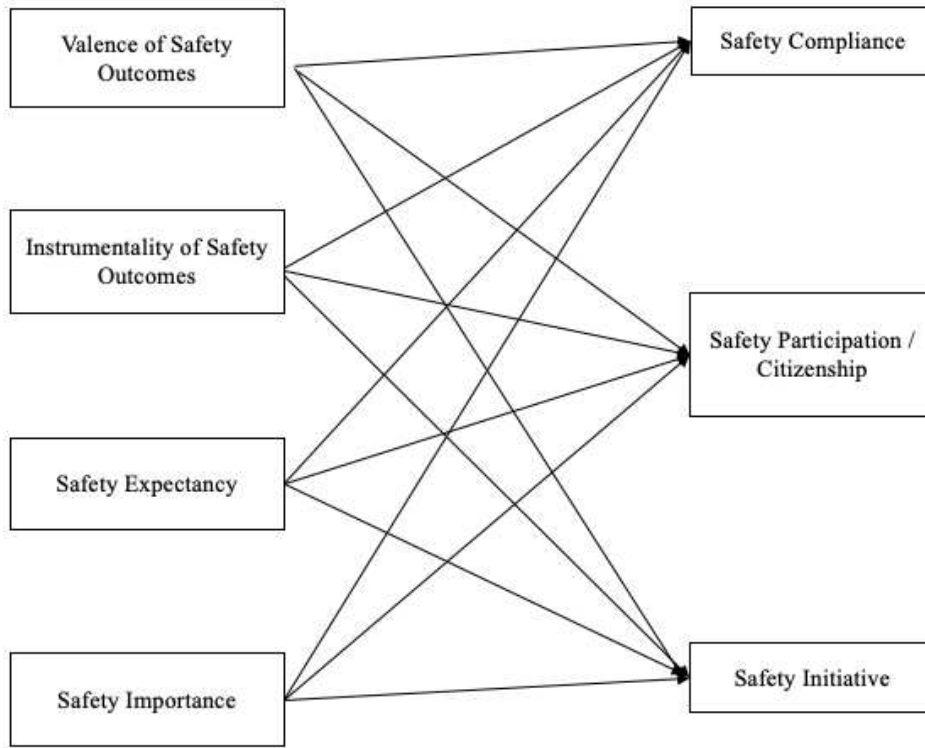 Valence of Safety
Outcomes
Safety Compliance
Instrumentality of Safety
Outcomes
Safety Participation /
Citizenship
Safety Expectancy
Safety Initiative
Safety Importance